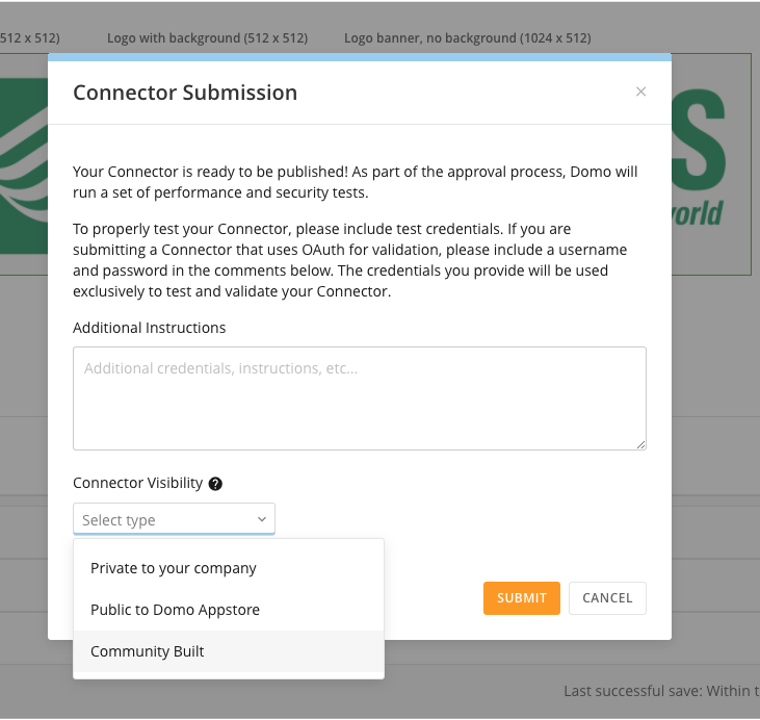 512 x 512)
Logo with background (512 x 512)
Logo banner, no background (1024 x 512)
Connector Submission
×
S
world
Your Connector is ready to be published! As part of the approval process, Domo will
run a set of performance and security tests.
To properly test your Connector, please include test credentials. If you are
submitting a Connector that uses OAuth for validation, please include a username
and password in the comments below. The credentials you provide will be used
exclusively to test and validate your Connector.
Additional Instructions
Additional credentials, instructions, etc...
Connector Visibility ?
Select type
Private to your company
Public to Domo Appstore
Community Built
SUBMIT
CANCEL
Last successful save: Within t